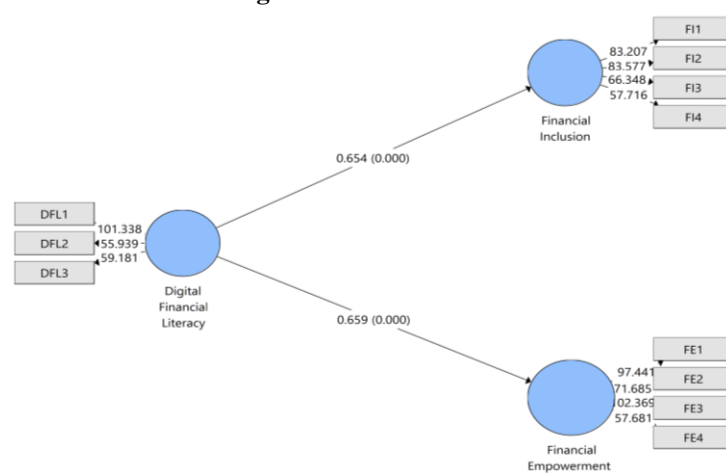 FI1
83.207
FI2
83.577
66.348
FI3
57.716
FI4
Financial
Inclusion
0.654 (0.000)
DFL1
101.338
DFL2
55.939
59.181
DFL3
Digital
Financial
Literacy
0.659 (0.000)
FE1
97.441
FE2
71.685
02.369
FE3
57.681
FE4
Financial
Empowerment